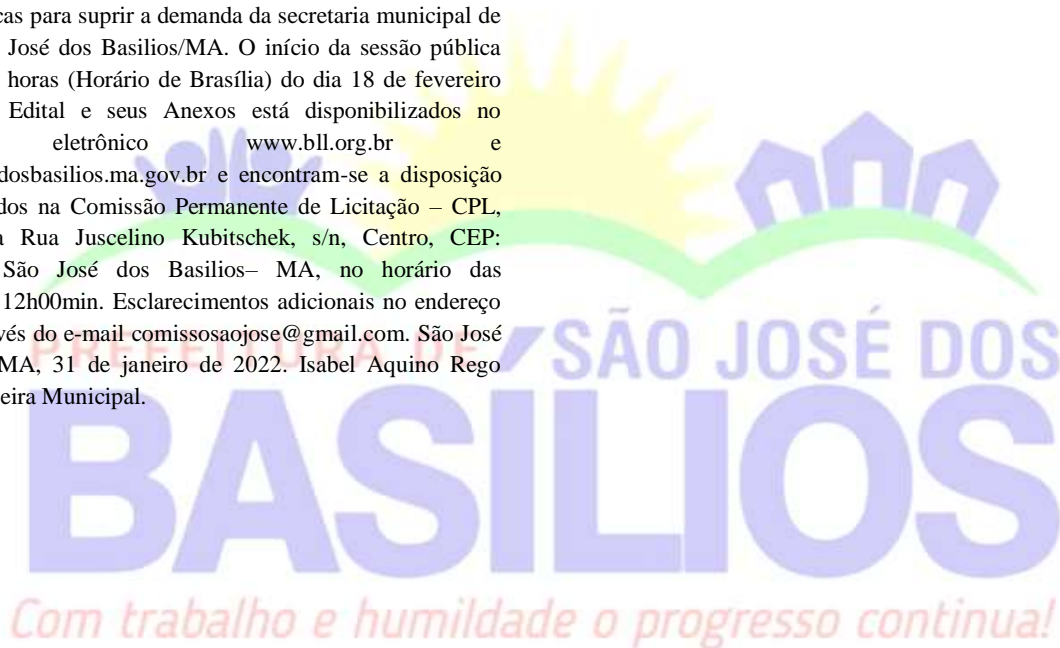 cas para suprir a demanda da secretaria municipal de
José dos Basilios/MA. O início da sessão pública
horas (Horário de Brasília) do dia 18 de fevereiro
Edital e seus Anexos está disponibilizados no
eletrônico www.bll.org.br e
dosbasilios.ma.gov.br e encontram-se a disposição
dos na Comissão Permanente de Licitação – CPL,
a Rua Juscelino Kubitschek, s/n, Centro, CEP:
São José dos Basilios– MA, no horário das
12h00min. Esclarecimentos adicionais no endereço
vés do e-mail comissosaojose@gmail.com. São José
MA, 31 de janeiro de 2022. Isabel Aquino Rego
eira Municipal.
PREFEITURA DE SÃO JOSÉ DOS
BASÍLIOS
Com trabalho e humildade o progresso continua!